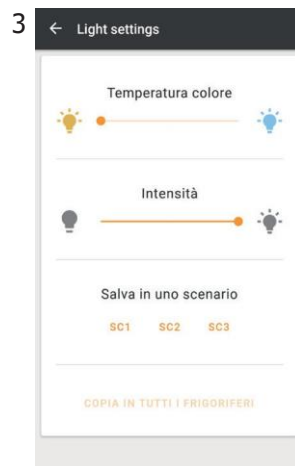 3
Light settings
Temperatura colore
Intensità
Salva in uno scenario
SC1 SC2 SC3
COPIA IN TUTTI I FRIGORIFERI